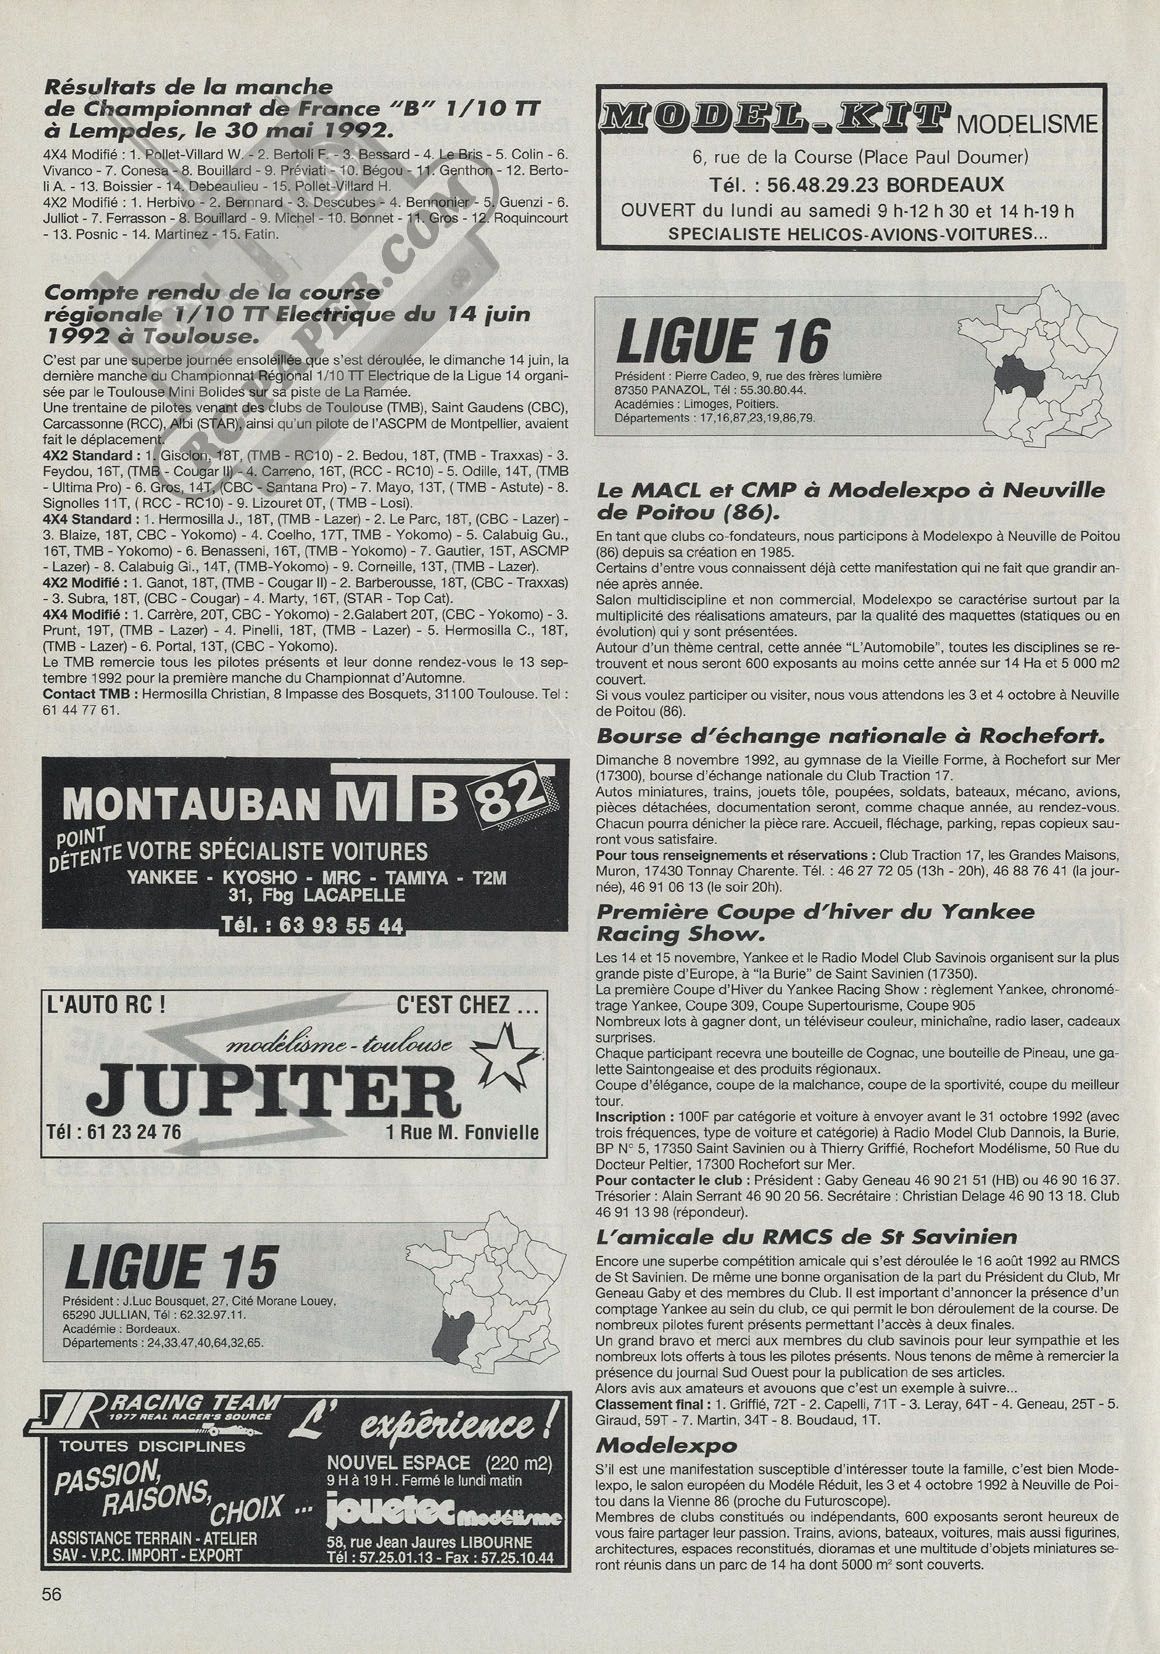 Résultats de la manche
de Championnat de France "B" 1/10 TT
à Lempdes, le 30 mai 1992.
4X4 Modifié : 1. Pollet-Villard W. - 2. Bertoli F. - 3. Bessard - 4. Le Bris - 5. Colin - 6.
Vivanco - 7. Conesa - 8. Bouillard - 9. Préviati - 10. Bégou - 11. Genthon - 12. Berto-
li A. - 13. Boissier - 14. Debeaulieu - 15. Pollet-Villard H.
4X2 Modifié : 1. Herbivo - 2. Bernnard - 3. Descubes - 4. Bennonier - 5. Guenzi - 6.
Julliot - 7. Ferrasson - 8. Bouillard - 9. Michel - 10. Bonnet - 11. Gros - 12. Roquincourt
- 13. Posnic - 14. Martinez - 15. Fatin.
RC-PAPER.COM
Compte rendu de la course
régionale 1/10 TT Electrique du 14 juin
1992 à Toulouse.
C'est par une superbe journée ensoleillée que s'est déroulée, le dimanche 14 juin, la
dernière manche du Championnat Régional 1/10 TT Electrique de la Ligue 14 organi-
sée par le Toulouse Mini Bolides sur sa piste de La Ramée.
Une trentaine de pilotes venant des clubs de Toulouse (TMB), Saint Gaudens (CBC),
Carcassonne (RCC), Albi (STAR), ainsi qu'un pilote de l'ASCPM de Montpellier, avaient
fait le déplacement.
4X2 Standard : 1. Gisclon, 18T, (TMB - RC10) - 2. Bedou, 18T, (TMB - Traxxas) - 3.
Feydou, 16T, (TMB - Cougar II) - 4. Carreno, 16T, (RCC - RC10) - 5. Odille, 14T, (TMB
- Ultima Pro) - 6. Gros, 14T, (CBC - Santana Pro) - 7. Mayo, 13T, ( TMB - Astute) - 8.
Signolles 11T, ( RCC - RC10) - 9. Lizouret 0T, ( TMB - Losi).
4X4 Standard : 1. Hermosilla J., 18T, (TMB - Lazer) - 2. Le Parc, 18T, (CBC - Lazer) -
3. Blaize, 18T, CBC - Yokomo) - 4. Coelho, 17T, TMB - Yokomo) - 5. Calabuig Gu.,
16T, TMB - Yokomo) - 6. Benasseni, 16T, (TMB - Yokomo) - 7. Gautier, 15T, ASCMP
- Lazer) - 8. Calabuig Gi., 14T, (TMB-Yokomo) - 9. Corneille, 13T, (TMB - Lazer).
4X2 Modifié : 1. Ganot, 18T, (TMB - Cougar II) - 2. Barberousse, 18T, (CBC - Traxxas)
- 3. Subra, 18T, (CBC - Cougar) - 4. Marty, 16T, (STAR - Top Cat).
4X4 Modifié : 1. Carrère, 20T, CBC - Yokomo) - 2.Galabert 20T, (CBC - Yokomo) - 3.
Prunt, 19T, (TMB - Lazer) - 4. Pinelli, 18T, (TMB - Lazer) - 5. Hermosilla C., 18T,
(TMB - Lazer) - 6. Portal, 13T, (CBC - Yokomo).
Le TMB remercie tous les pilotes présents et leur donne rendez-vous le 13 sep-
tembre 1992 pour la première manche du Championnat d'Automne.
Contact TMB : Hermosilla Christian, 8 Impasse des Bosquets, 31100 Toulouse. Tel :
61 44 77 61.
MONTAUBAN MTB 82
POINT
DÉTENTE VOTRE SPÉCIALISTE VOITURES
YANKEE - KYOSHO - MRC - TAMIYA - T2M
31, Fbg LACAPELLE
Tél. : 63 93 55 44
L'AUTO RC ! C'EST CHEZ ...
modélisme - toulouse
JUPITER
Tél : 61 23 24 76 1 Rue M. Fonvielle
LIGUE 15
Président : J.Luc Bousquet, 27, Cité Morane Louey,
65290 JULLIAN, Tél : 62.32.97.11.
Académie : Bordeaux.
Départements : 24,33,47,40,64,32,65.
JR RACING TEAM
1977 REAL RACER'S SOURCE
TOUTES DISCIPLINES
PASSION,
RAISONS,
CHOIX ...
ASSISTANCE TERRAIN - ATELIER
SAV - V.P.C. IMPORT - EXPORT
L' expérience !
NOUVEL ESPACE (220 m2)
9 H à 19 H . Fermé le lundi matin
jouetec Modélisme
58, rue Jean Jaures LIBOURNE
Tél : 57.25.01.13 - Fax : 57.25.10.44
56
MODEL-KIT MODELISME
6, rue de la Course (Place Paul Doumer)
Tél. : 56.48.29.23 BORDEAUX
OUVERT du lundi au samedi 9 h-12 h 30 et 14 h-19 h
SPECIALISTE HELICOS-AVIONS-VOITURES...
LIGUE 16
Président : Pierre Cadeo, 9, rue des frères lumière
87350 PANAZOL, Tél : 55.30.80.44.
Académies : Limoges, Poitiers.
Départements : 17,16,87,23,19,86,79.
Le MACL et CMP à Modelexpo à Neuville
de Poitou (86).
En tant que clubs co-fondateurs, nous participons à Modelexpo à Neuville de Poitou
(86) depuis sa création en 1985.
Certains d'entre vous connaissent déjà cette manifestation qui ne fait que grandir an-
née après année.
Salon multidiscipline et non commercial, Modelexpo se caractérise surtout par la
multiplicité des réalisations amateurs, par la qualité des maquettes (statiques ou en
évolution) qui y sont présentées.
Autour d'un thème central, cette année "L'Automobile", toutes les disciplines se re-
trouvent et nous seront 600 exposants au moins cette année sur 14 Ha et 5 000 m2
couvert.
Si vous voulez participer ou visiter, nous vous attendons les 3 et 4 octobre à Neuville
de Poitou (86).
Bourse d'échange nationale à Rochefort.
Dimanche 8 novembre 1992, au gymnase de la Vieille Forme, à Rochefort sur Mer
(17300), bourse d'échange nationale du Club Traction 17.
Autos miniatures, trains, jouets tôle, poupées, soldats, bateaux, mécano, avions,
pièces détachées, documentation seront, comme chaque année, au rendez-vous.
Chacun pourra dénicher la pièce rare. Accueil, fléchage, parking, repas copieux sau-
ront vous satisfaire.
Pour tous renseignements et réservations : Club Traction 17, les Grandes Maisons,
Muron, 17430 Tonnay Charente. Tél. : 46 27 72 05 (13h - 20h), 46 88 76 41 (la jour-
née), 46 91 06 13 (le soir 20h).
Première Coupe d'hiver du Yankee
Racing Show.
Les 14 et 15 novembre, Yankee et le Radio Model Club Savinois organisent sur la plus
grande piste d'Europe, à "la Burie" de Saint Savinien (17350).
La première Coupe d'Hiver du Yankee Racing Show : règlement Yankee, chronomé-
trage Yankee, Coupe 309, Coupe Supertourisme, Coupe 905
Nombreux lots à gagner dont, un téléviseur couleur, minichaîne, radio laser, cadeaux
surprises.
Chaque participant recevra une bouteille de Cognac, une bouteille de Pineau, une ga-
lette Saintongeaise et des produits régionaux.
Coupe d'élégance, coupe de la malchance, coupe de la sportivité, coupe du meilleur
tour.
Inscription : 100F par catégorie et voiture à envoyer avant le 31 octobre 1992 (avec
trois fréquences, type de voiture et catégorie) à Radio Model Club Dannois, la Burie,
BP N° 5, 17350 Saint Savinien ou à Thierry Griffié, Rochefort Modélisme, 50 Rue du
Docteur Peltier, 17300 Rochefort sur Mer.
Pour contacter le club : Président : Gaby Geneau 46 90 21 51 (HB) ou 46 90 16 37.
Trésorier : Alain Serrant 46 90 20 56. Secrétaire : Christian Delage 46 90 13 18. Club
46 91 13 98 (répondeur).
L'amicale du RMCS de St Savinien
Encore une superbe compétition amicale qui s'est déroulée le 16 août 1992 au RMCS
de St Savinien. De même une bonne organisation de la part du Président du Club, Mr
Geneau Gaby et des membres du Club. Il est important d'annoncer la présence d'un
comptage Yankee au sein du club, ce qui permit le bon déroulement de la course. De
nombreux pilotes furent présents permettant l'accès à deux finales.
Un grand bravo et merci aux membres du club savinois pour leur sympathie et les
nombreux lots offerts à tous les pilotes présents. Nous tenons de même à remercier la
présence du journal Sud Ouest pour la publication de ses articles.
Alors avis aux amateurs et avouons que c'est un exemple à suivre...
Classement final : 1. Griffié, 72T - 2. Capelli, 71T - 3. Leray, 64T - 4. Geneau, 25T - 5.
Giraud, 59T - 7. Martin, 34T - 8. Boudaud, 1T.
Modelexpo
S'il est une manifestation susceptible d'intéresser toute la famille, c'est bien Mode-
lexpo, le salon européen du Modéle Réduit, les 3 et 4 octobre 1992 à Neuville de Poi-
tou dans la Vienne 86 (proche du Futuroscope).
Membres de clubs constitués ou indépendants, 600 exposants seront heureux de
vous faire partager leur passion. Trains, avions, bateaux, voitures, mais aussi figurines,
architectures, espaces reconstitués, dioramas et une multitude d'objets miniatures se-
ront réunis dans un parc de 14 ha dont 5000 m² sont couverts.